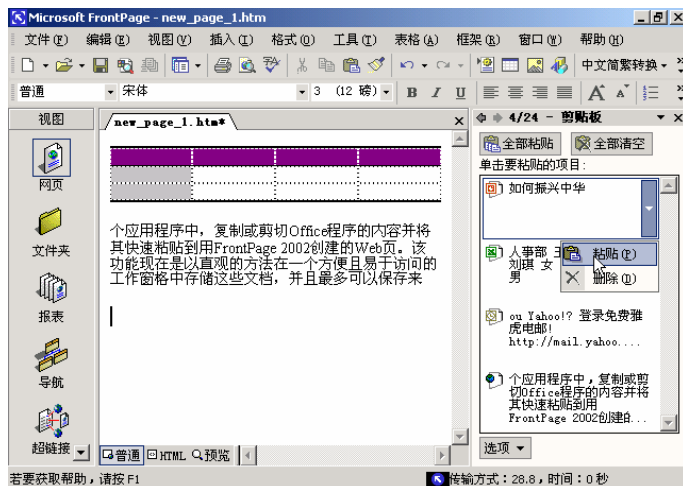 Microsoft FrontPage - new_page_1.htm
文件(F) 编辑(E) 视图(V) 插入(I) 格式(O) 工具(T) 表格(A) 框架(R) 窗口(W) 帮助(H)
中文简繁转换
普通 宋体 3 (12 磅) B I U A A
视图
new_page_1.htm*
4/24 - 剪贴板
全部粘贴 全部清空
单击要粘贴的项目:
网页
文件夹
报表
导航
超链接
个应用程序中，复制或剪切Office程序的内容并将
其快速粘贴到用FrontPage 2002创建的Web页。该
功能现在是以直观的方法在一个方便且易于访问的
工作窗格中存储这些文档，并且最多可以保存来
如何振兴中华
粘贴(P)
删除(D)
人事部
刘琪 女
男
ou Yahoo!? 登录免费雅
虎电邮!
http://mail.yahoo....
个应用程序中，复制或剪
切Office程序的内容并将
其快速粘贴到用
FrontPage 2002创建的...
普通 HTML 预览
选项
若要获取帮助，请按 F1
传输方式：28.8，时间：0 秒